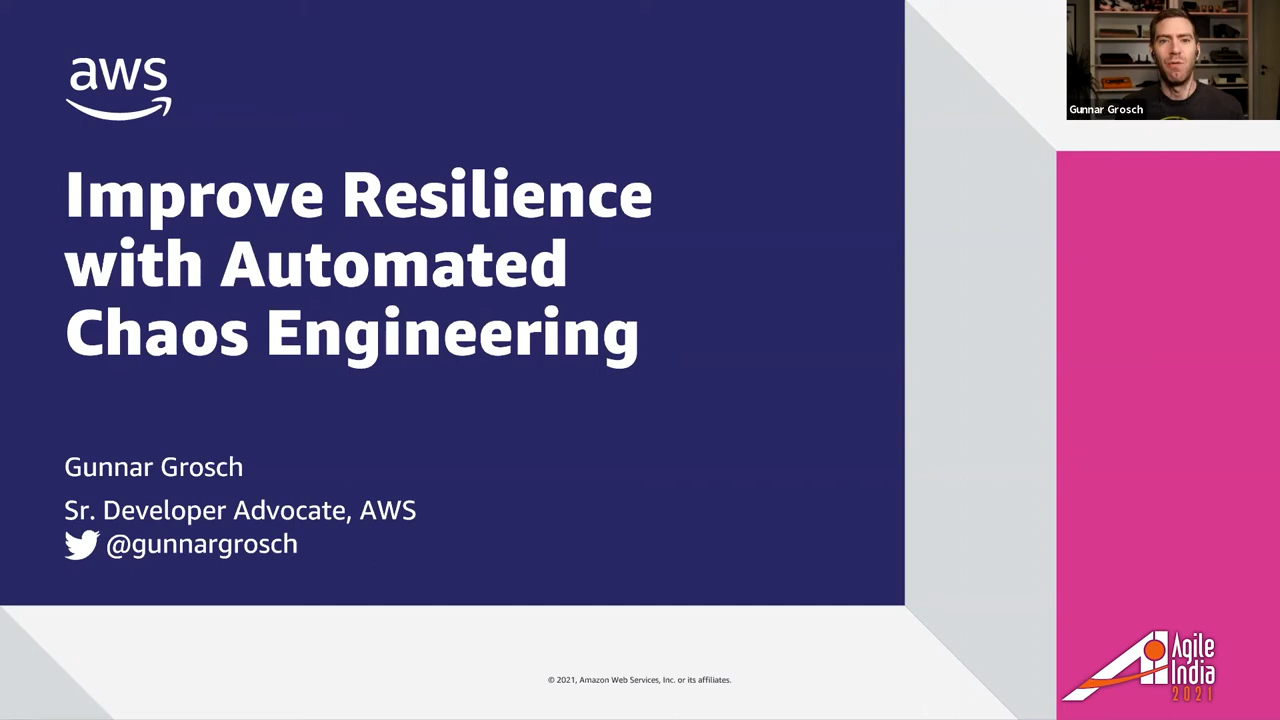 aws
Improve Resilience
with Automated
Chaos Engineering
Gunnar Grosch
Sr. Developer Advocate, AWS
@gunnargrosch
© 2021, Amazon Web Services, Inc. or its affiliates.
Gunnar Grosch
Agile
India
2021